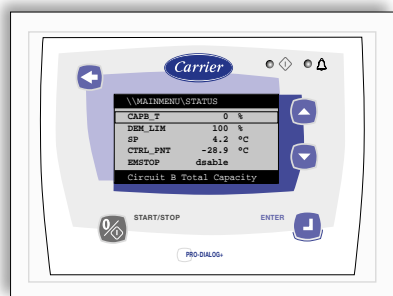 Carrier
\\MAINMENU\STATUS
CAPB_T 0 %
DEM_LIM 100 %
SP 4.2 °C
CTRL_PNT -28.9 °C
EMSTOP dsable
Circuit B Total Capacity
START/STOP
ENTER
PRO-DIALOG+